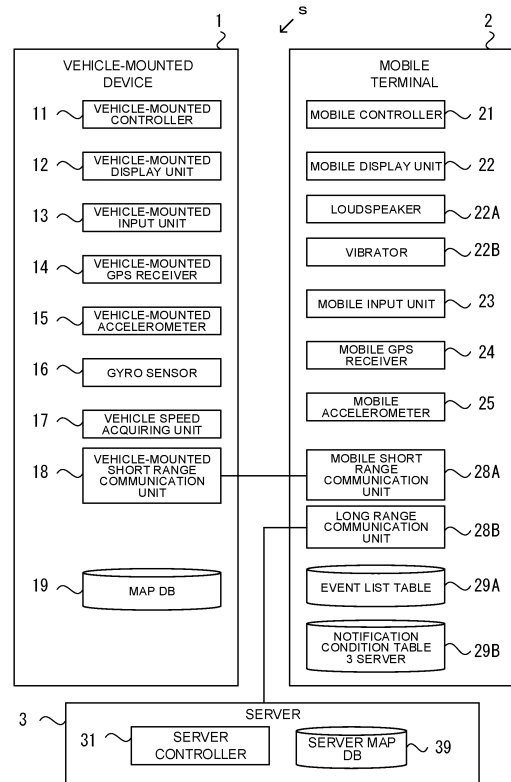 S
1
VEHICLE-MOUNTED
DEVICE
11
VEHICLE-MOUNTED
CONTROLLER
12
VEHICLE-MOUNTED
DISPLAY UNIT
13
VEHICLE-MOUNTED
INPUT UNIT
14
VEHICLE-MOUNTED
GPS RECEIVER
15
VEHICLE-MOUNTED
ACCELEROMETER
16
GYRO SENSOR
17
VEHICLE SPEED
ACQUIRING UNIT
18
VEHICLE-MOUNTED
SHORT RANGE
COMMUNICATION
UNIT
19
MAP DB
2
MOBILE
TERMINAL
MOBILE CONTROLLER
21
MOBILE DISPLAY UNIT
22
LOUDSPEAKER
22A
VIBRATOR
22B
MOBILE INPUT UNIT
23
MOBILE GPS
RECEIVER
24
MOBILE
ACCELEROMETER
25
MOBILE SHORT
RANGE
COMMUNICATION
UNIT
28A
LONG RANGE
COMMUNICATION
UNIT
28B
EVENT LIST TABLE
29A
NOTIFICATION
CONDITION TABLE
3 SERVER
29B
3
SERVER
31
SERVER
CONTROLLER
SERVER MAP
DB
39